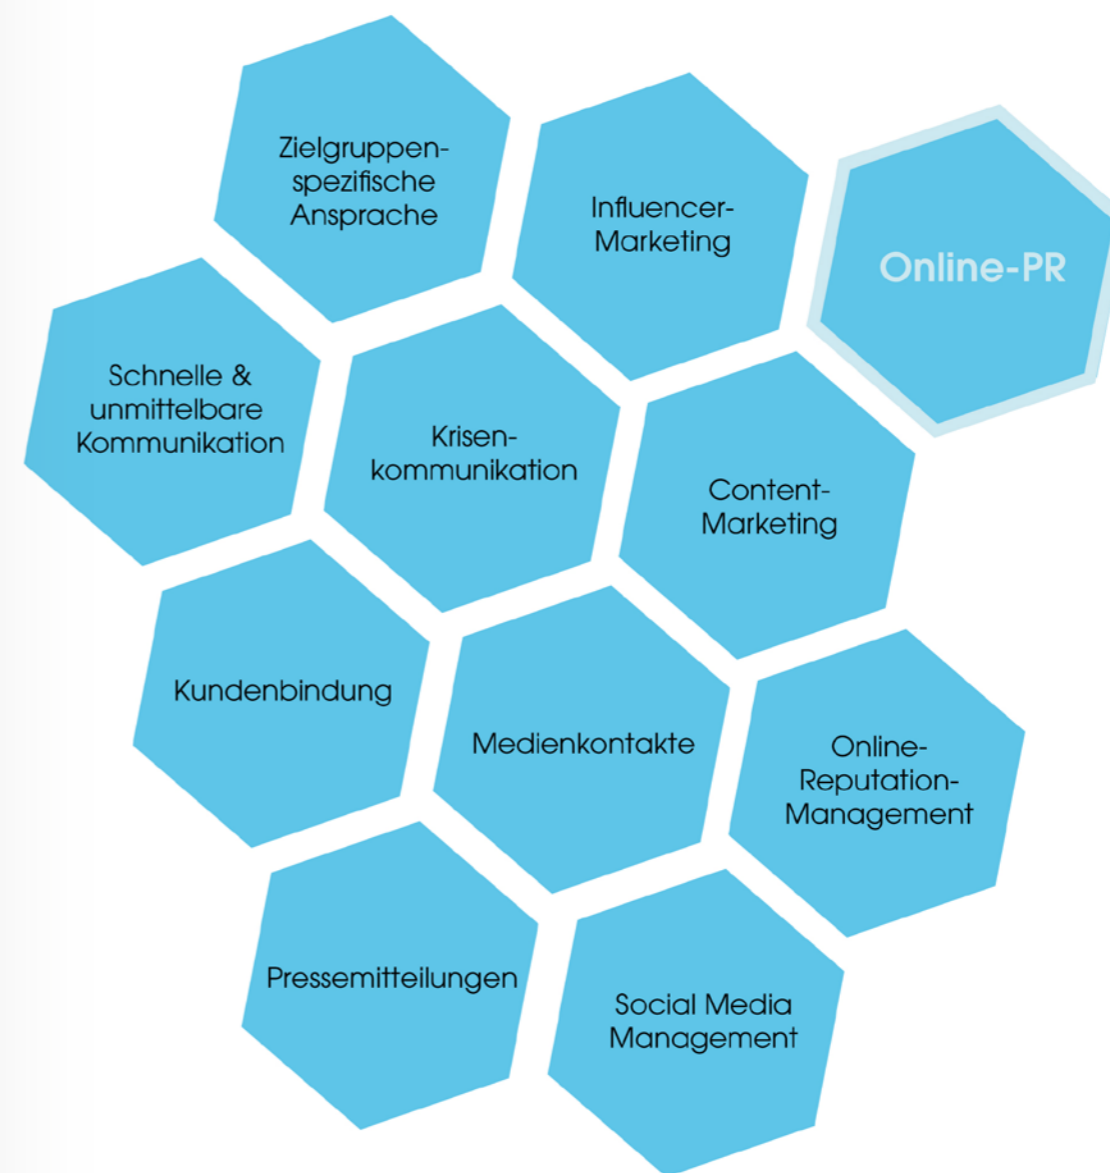 Zielgruppen-
spezifische
Ansprache
Influencer-
Marketing
Online-PR
Schnelle &
unmittelbare
Kommunikation
Krisen-
kommunikation
Content-
Marketing
Kundenbindung
Medienkontakte
Online-
Reputation-
Management
Pressemitteilungen
Social Media
Management